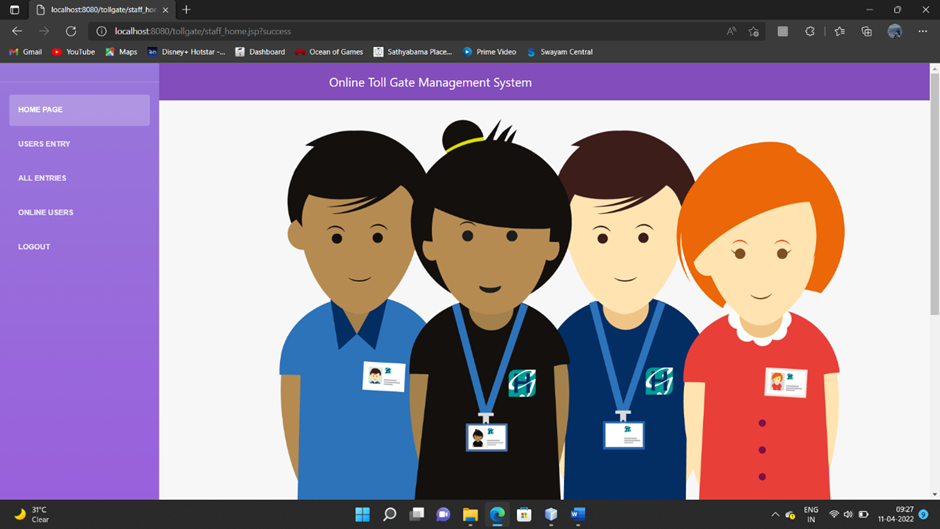 localhost:8080/tollgate/staff_hom
localhost:8080/tollgate/staff_home.jsp?success
Gmail
YouTube
Maps
Disney+ Hotstar -...
Dashboard
Ocean of Games
Sathyabama Place...
Prime Video
Swayam Central
Online Toll Gate Management System
HOME PAGE
USERS ENTRY
ALL ENTRIES
ONLINE USERS
LOGOUT
31°C
Clear
ENG
IN
09:27
11-04-2022